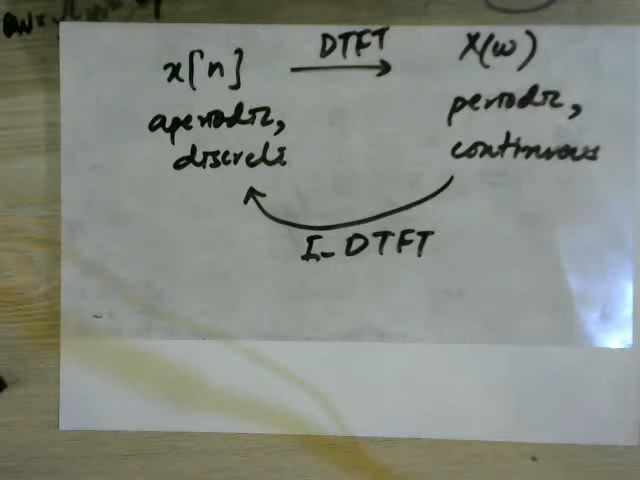 DTFT
x[n] X(ω)
aperiodic, periodic,
discrete continuous
I-DTFT